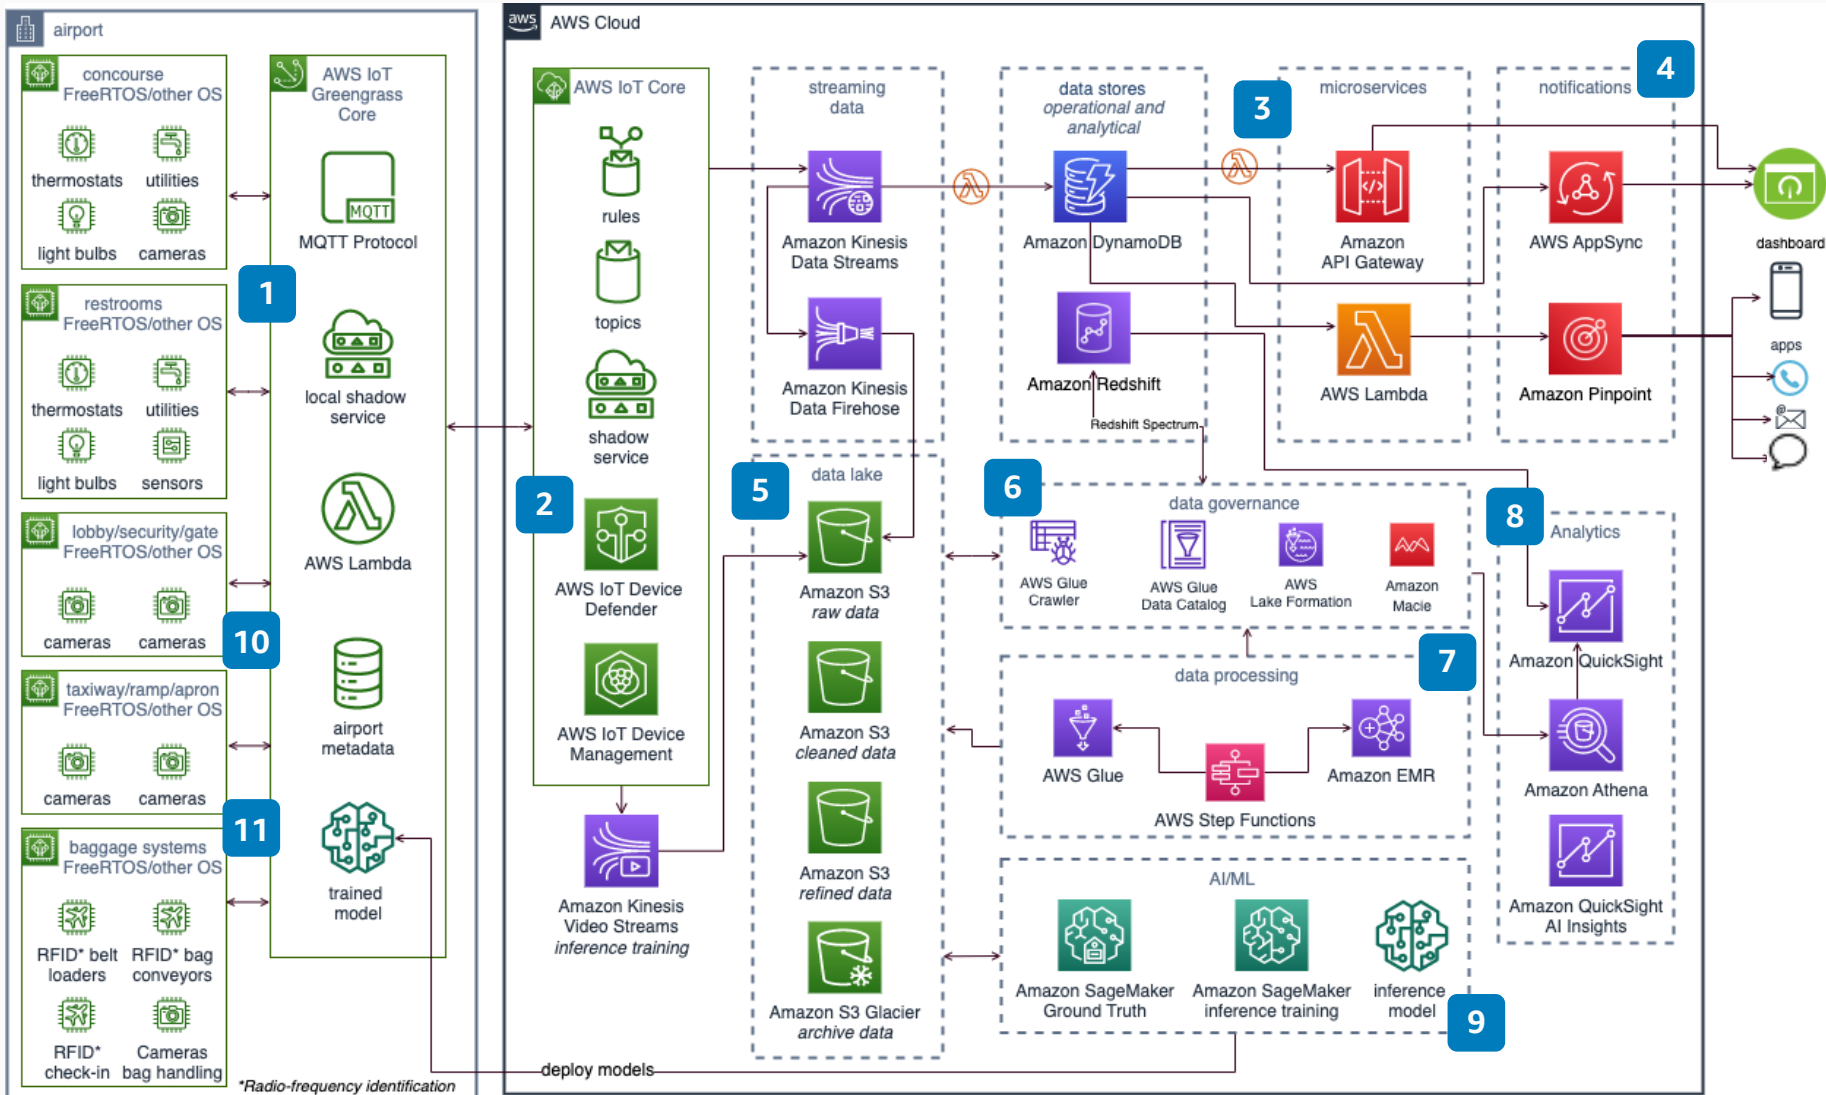 airport
concourse
FreeRTOS/other OS
thermostats
utilities
light bulbs
cameras
restrooms
FreeRTOS/other OS
thermostats
utilities
light bulbs
sensors
lobby/security/gate
FreeRTOS/other OS
cameras
cameras
taxiway/ramp/apron
FreeRTOS/other OS
cameras
cameras
baggage systems
FreeRTOS/other OS
RFID* belt
loaders
RFID* bag
conveyors
RFID*
check-in
Cameras
bag handling
1
10
11
AWS IoT
Greengrass
Core
MQTT
MQTT Protocol
local shadow
service
AWS Lambda
airport
metadata
trained
model
*Radio-frequency identification
aws
AWS Cloud
AWS IoT Core
rules
topics
shadow
service
2
AWS IoT Device
Defender
AWS IoT Device
Management
Amazon Kinesis
Video Streams
inference training
streaming
data
Amazon Kinesis
Data Streams
Amazon Kinesis
Data Firehose
5
data lake
Amazon S3
raw data
Amazon S3
cleaned data
Amazon S3
refined data
Amazon S3 Glacier
archive data
data stores
operational and
analytical
Amazon DynamoDB
Amazon Redshift
Redshift Spectrum
3
microservices
Amazon
API Gateway
AWS Lambda
4
notifications
AWS AppSync
Amazon Pinpoint
dashboard
apps
6
data governance
AWS Glue
Crawler
AWS Glue
Data Catalog
AWS
Lake Formation
Amazon
Macie
7
data processing
AWS Glue
AWS Step Functions
Amazon EMR
AI/ML
Amazon SageMaker
Ground Truth
Amazon SageMaker
inference training
inference
model
9
8
Analytics
Amazon QuickSight
Amazon Athena
Amazon QuickSight
AI Insights
deploy models